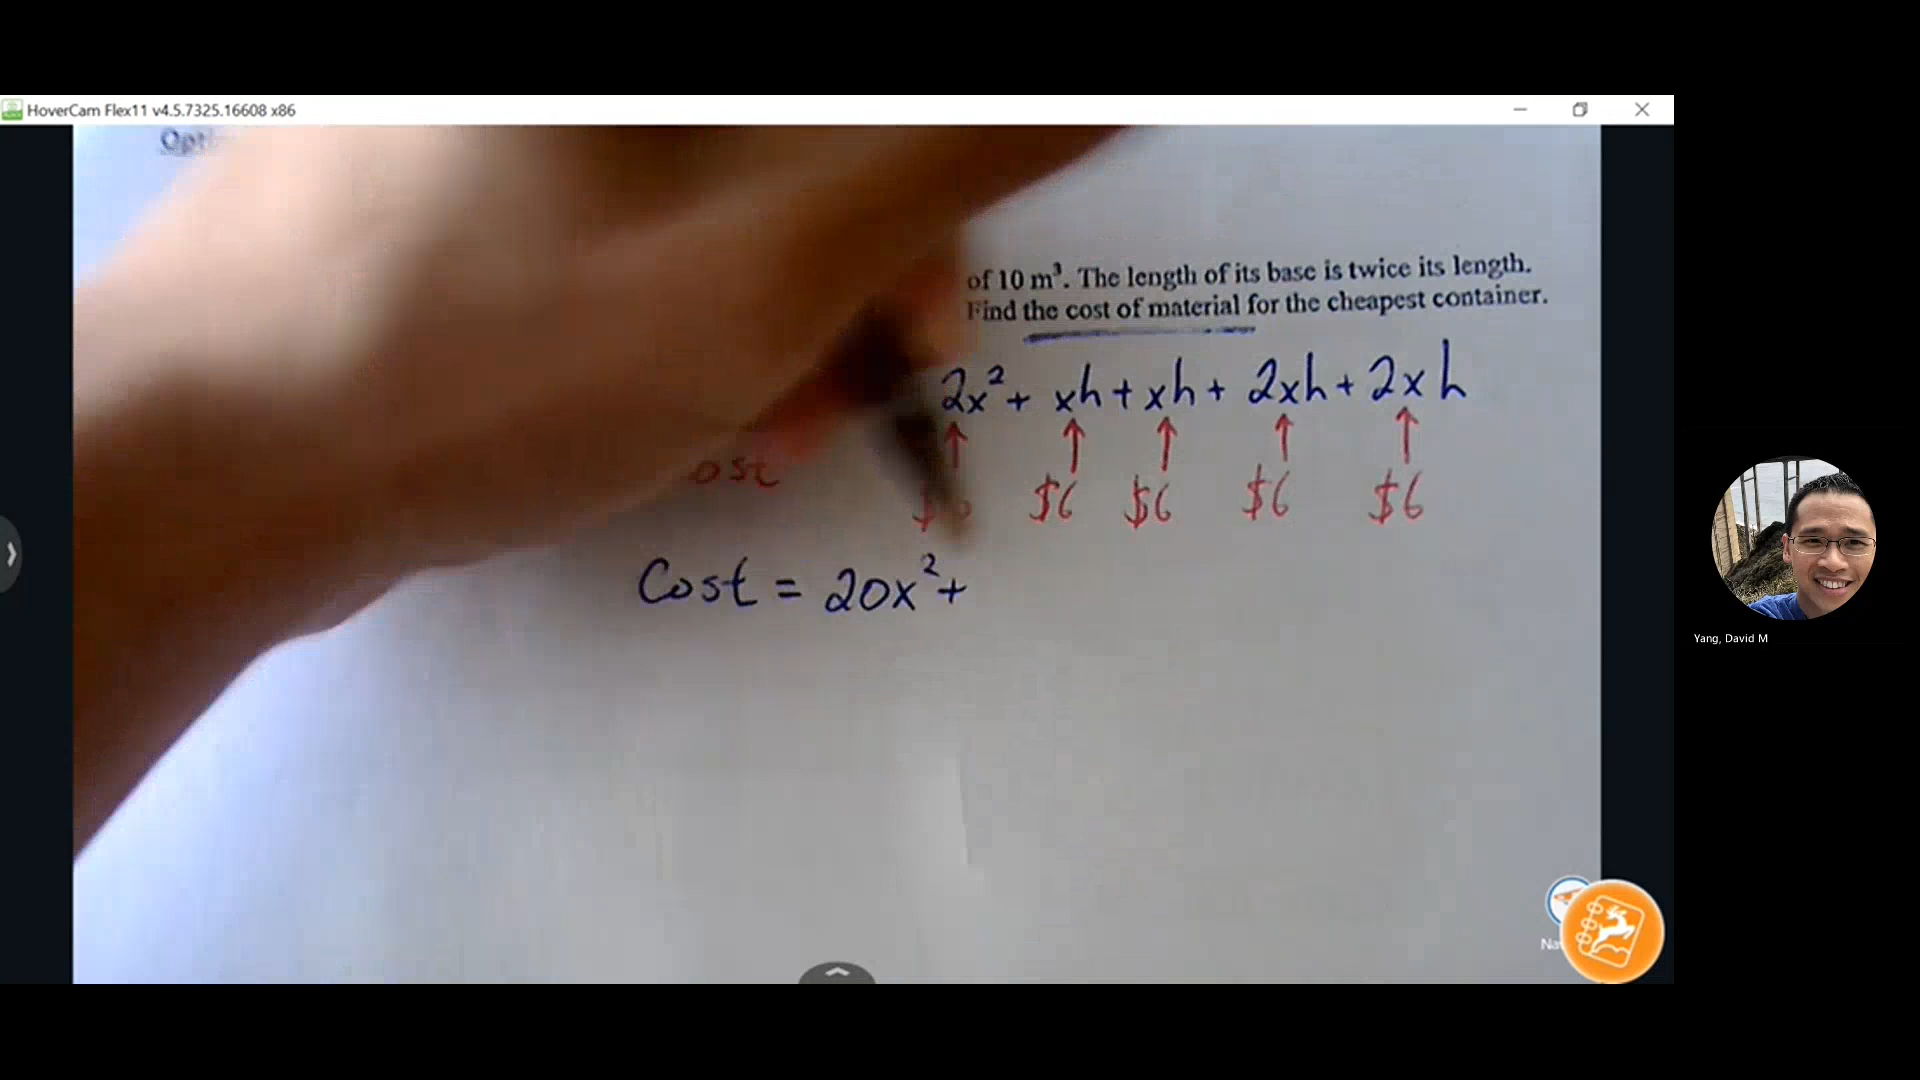 HoverCam Flex11 v4.5.7325.16608 x86
of 10 m³. The length of its base is twice its length.
Find the cost of material for the cheapest container.
2x² + xh + xh + 2xh + 2xh
$6 $6 $6 $6
Cost = 20x² +
Yang, David M